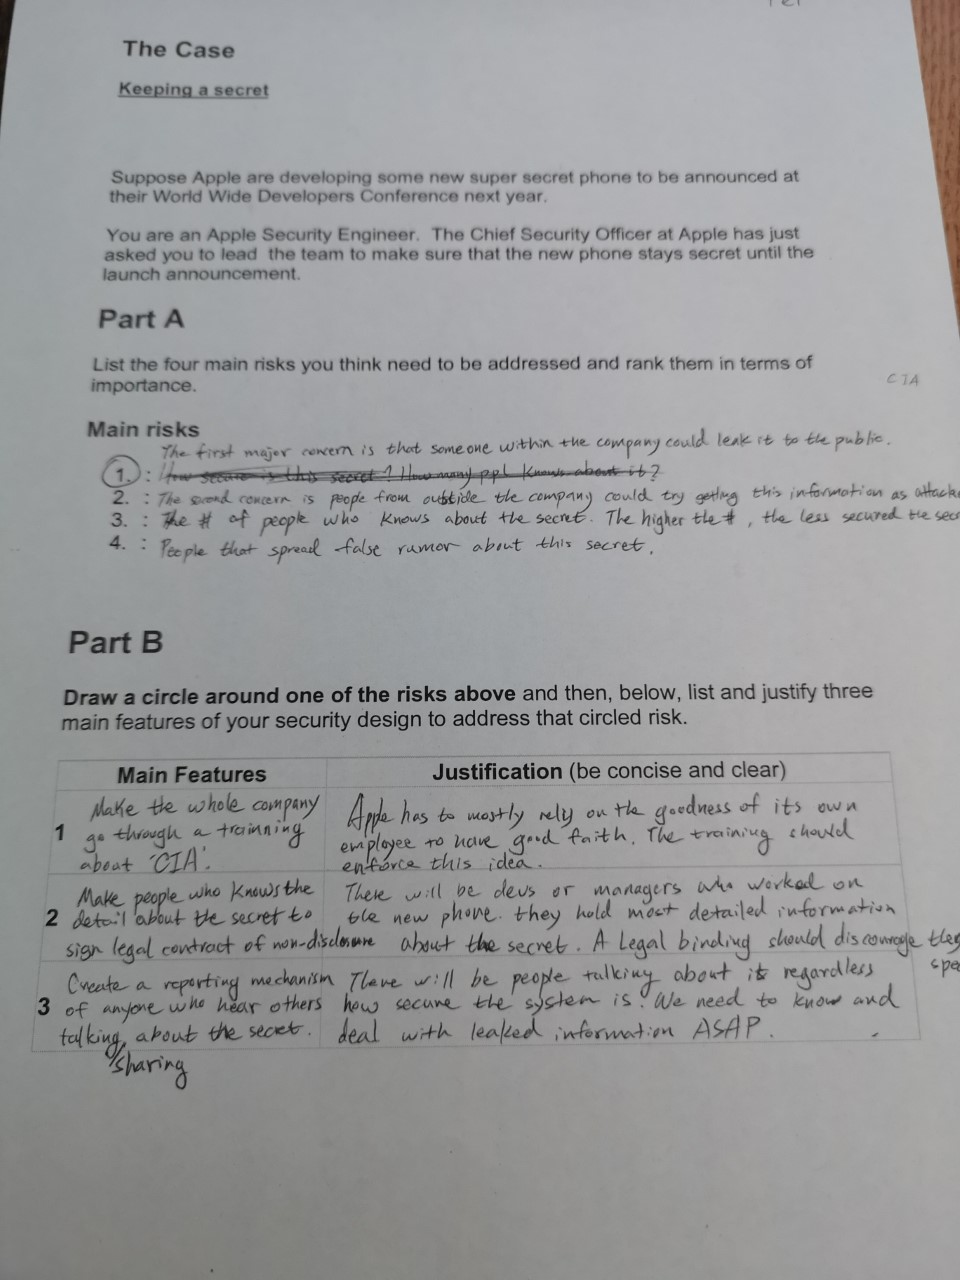 The Case
Keeping a secret
Suppose Apple are developing some new super secret phone to be announced at
their World Wide Developers Conference next year.
You are an Apple Security Engineer. The Chief Security Officer at Apple has just
asked you to lead the team to make sure that the new phone stays secret until the
launch announcement.
Part A
List the four main risks you think need to be addressed and rank them in terms of
importance.
CIA
Main risks
The first major concern is that someone within the company could leak it to the public.
1. : How secure is this secret? How many ppl knows about it?
2. : The second concern is people from outside the company could try getting this information as attacke
3. : The # of people who knows about the secret. The higher the #, the less secured the sec
4. : People that spread false rumor about this secret.
Part B
Draw a circle around one of the risks above and then, below, list and justify three
main features of your security design to address that circled risk.
Main Features
Justification (be concise and clear)
1
Make the whole company
go through a trainning
about 'CIA'.
Apple has to mostly rely on the goodness of its own
employee to have good faith. The training should
enforce this idea.
2
Make people who knows the
detail about the secret to
sign legal contract of non-disclosure
There will be devs or managers who worked on
the new phone. they hold most detailed information
about the secret. A Legal binding should discourage they
spe
3
Create a reporting mechanism
of anyone who hear others
talking, about the secret.
sharing
There will be people talking about it regardless
how secure the system is. We need to know and
deal with leaked information ASAP.